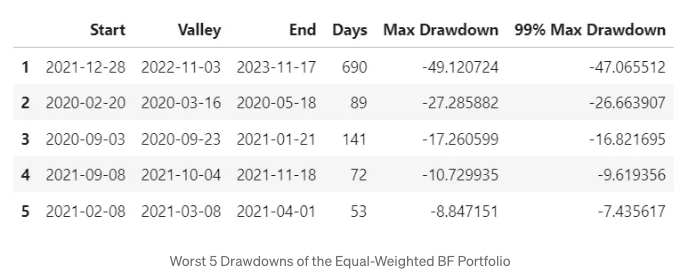 Start Valley End Days Max Drawdown 99% Max Drawdown
1 2021-12-28 2022-11-03 2023-11-17 690 -49.120724 -47.065512
2 2020-02-20 2020-03-16 2020-05-18 89 -27.285882 -26.663907
3 2020-09-03 2020-09-23 2021-01-21 141 -17.260599 -16.821695
4 2021-09-08 2021-10-04 2021-11-18 72 -10.729935 -9.619356
5 2021-02-08 2021-03-08 2021-04-01 53 -8.847151 -7.435617
Worst 5 Drawdowns of the Equal-Weighted BF Portfolio